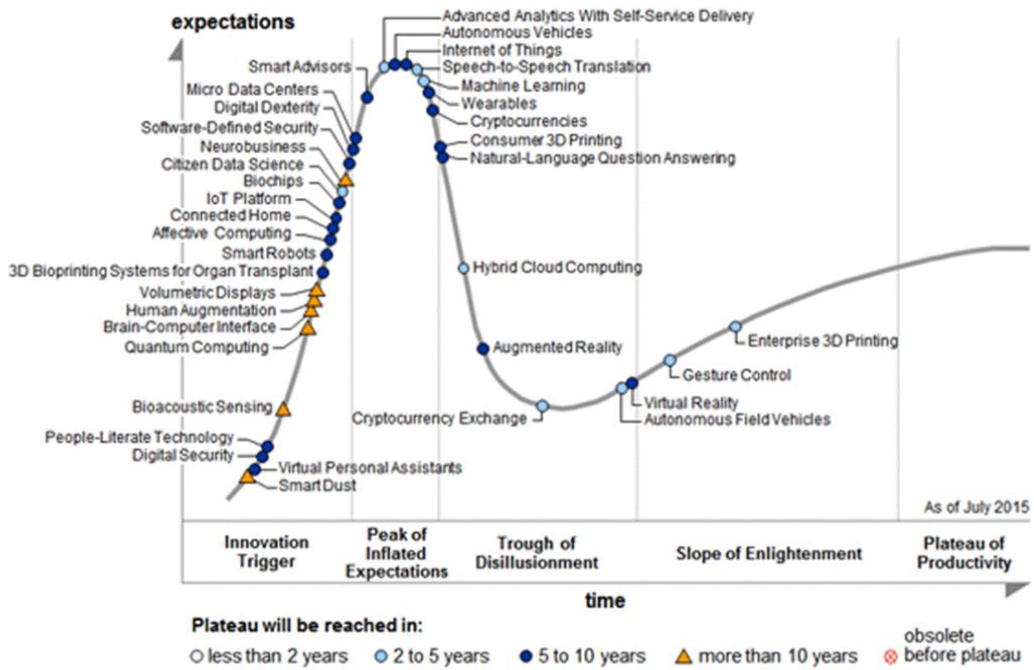 expectations
Advanced Analytics With Self-Service Delivery
Autonomous Vehicles
Internet of Things
Speech-to-Speech Translation
Machine Learning
Wearables
Cryptocurrencies
Consumer 3D Printing
Natural-Language Question Answering
Smart Advisors
Micro Data Centers
Digital Dexterity
Software-Defined Security
Neurobusiness
Citizen Data Science
Biochips
IoT Platform
Connected Home
Affective Computing
Smart Robots
3D Bioprinting Systems for Organ Transplant
Volumetric Displays
Human Augmentation
Brain-Computer Interface
Quantum Computing
Bioacoustic Sensing
People-Literate Technology
Digital Security
Virtual Personal Assistants
Smart Dust
Hybrid Cloud Computing
Augmented Reality
Cryptocurrency Exchange
Enterprise 3D Printing
Gesture Control
Virtual Reality
Autonomous Field Vehicles
As of July 2015
Innovation
Trigger
Peak of
Inflated
Expectations
Trough of
Disillusionment
Slope of Enlightenment
Plateau of
Productivity
time
Plateau will be reached in:
less than 2 years
2 to 5 years
5 to 10 years
more than 10 years
obsolete
before plateau